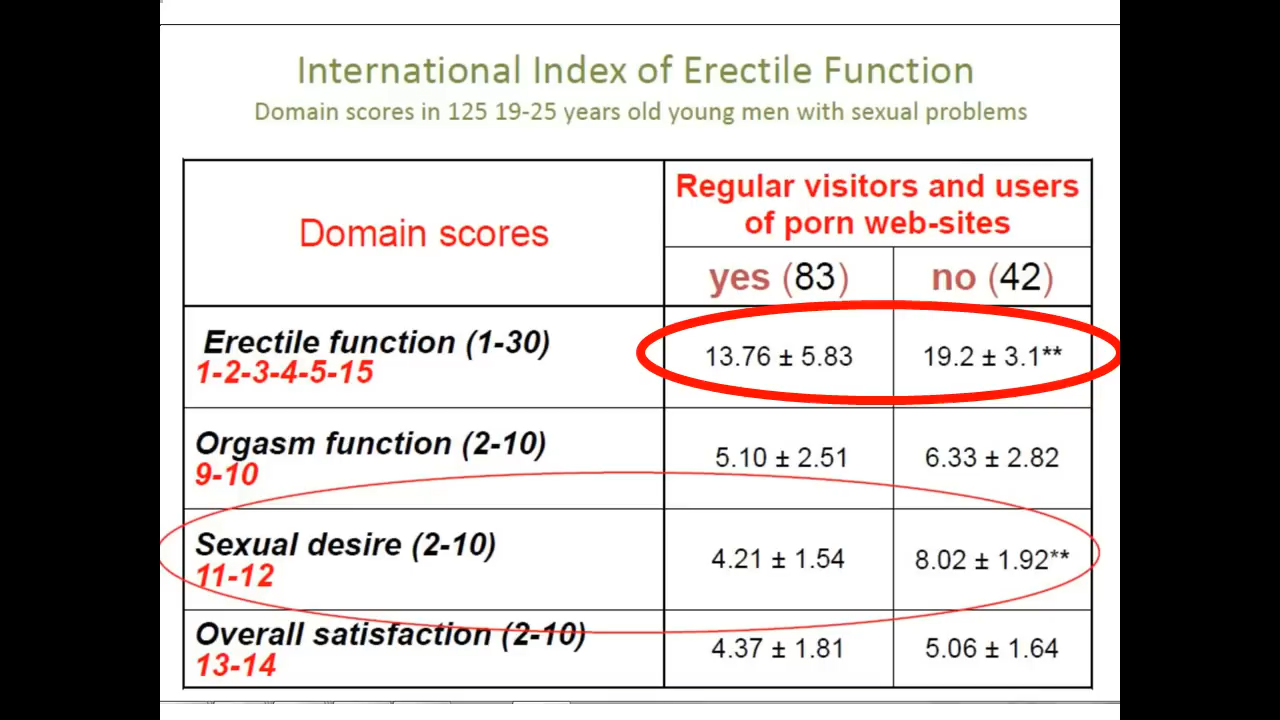 International Index of Erectile Function
Domain scores in 125 19-25 years old young men with sexual problems
Domain scores
Regular visitors and users
of porn web-sites
yes (83)
no (42)
Erectile function (1-30)
1-2-3-4-5-15
13.76 ± 5.83
19.2 ± 3.1**
Orgasm function (2-10)
9-10
5.10 ± 2.51
6.33 ± 2.82
Sexual desire (2-10)
11-12
4.21 ± 1.54
8.02 ± 1.92**
Overall satisfaction (2-10)
13-14
4.37 ± 1.81
5.06 ± 1.64